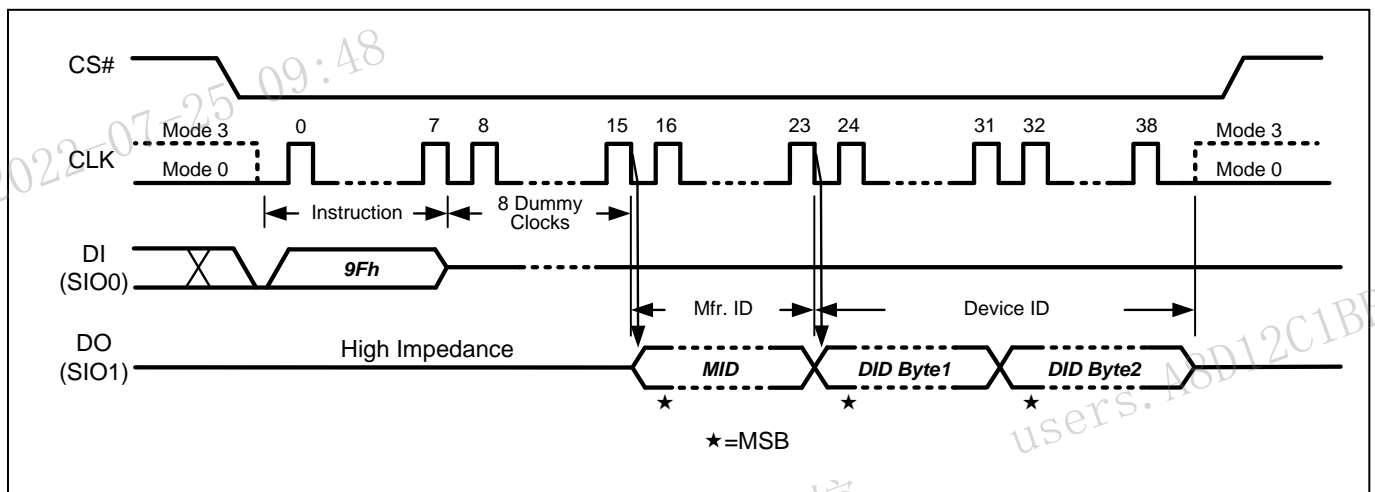 CS#
2022-07-25 09:48
CLK
Mode 3
Mode 0
0 7 8 15 16 23 24 31 32 38
Mode 3
Mode 0
Instruction
8 Dummy
Clocks
DI
(SIO0)
9Fh
Mfr. ID
Device ID
DO
(SIO1)
High Impedance
MID
DID Byte1
DID Byte2
★ ★ ★
★=MSB